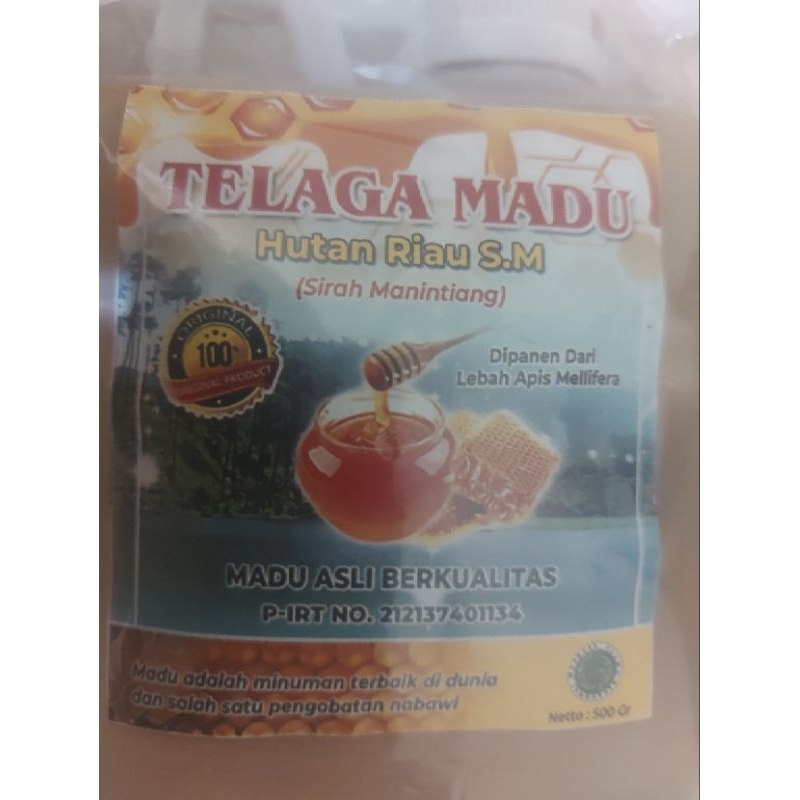 TELAGA MADU
Hutan Riau S.M
(Sirah Manintiang)
ORIGINAL
100%
ORIGINAL PRODUCT
Dipanen Dari
Lebah Apis Mellifera
MADU ASLI BERKUALITAS
P-IRT NO. 212137401134
Madu adalah minuman terbaik di dunia
dan salah satu pengobatan nabawi
Netto : 500 Gr